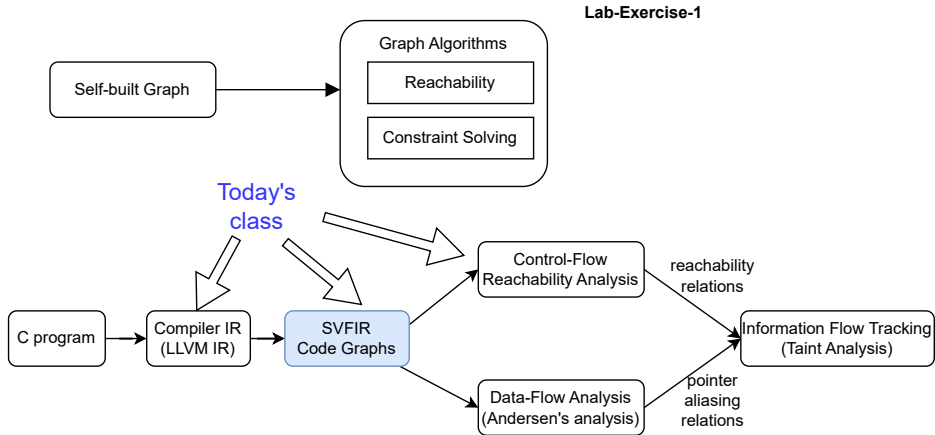 Lab-Exercise-1
Graph Algorithms
Self-built Graph
Reachability
Constraint Solving
Today's
class
Control-Flow
Reachability Analysis
reachability
relations
C program
Compiler IR
(LLVM IR)
SVFIR
Code Graphs
Information Flow Tracking
(Taint Analysis)
Data-Flow Analysis
(Andersen's analysis)
pointer
aliasing
relations